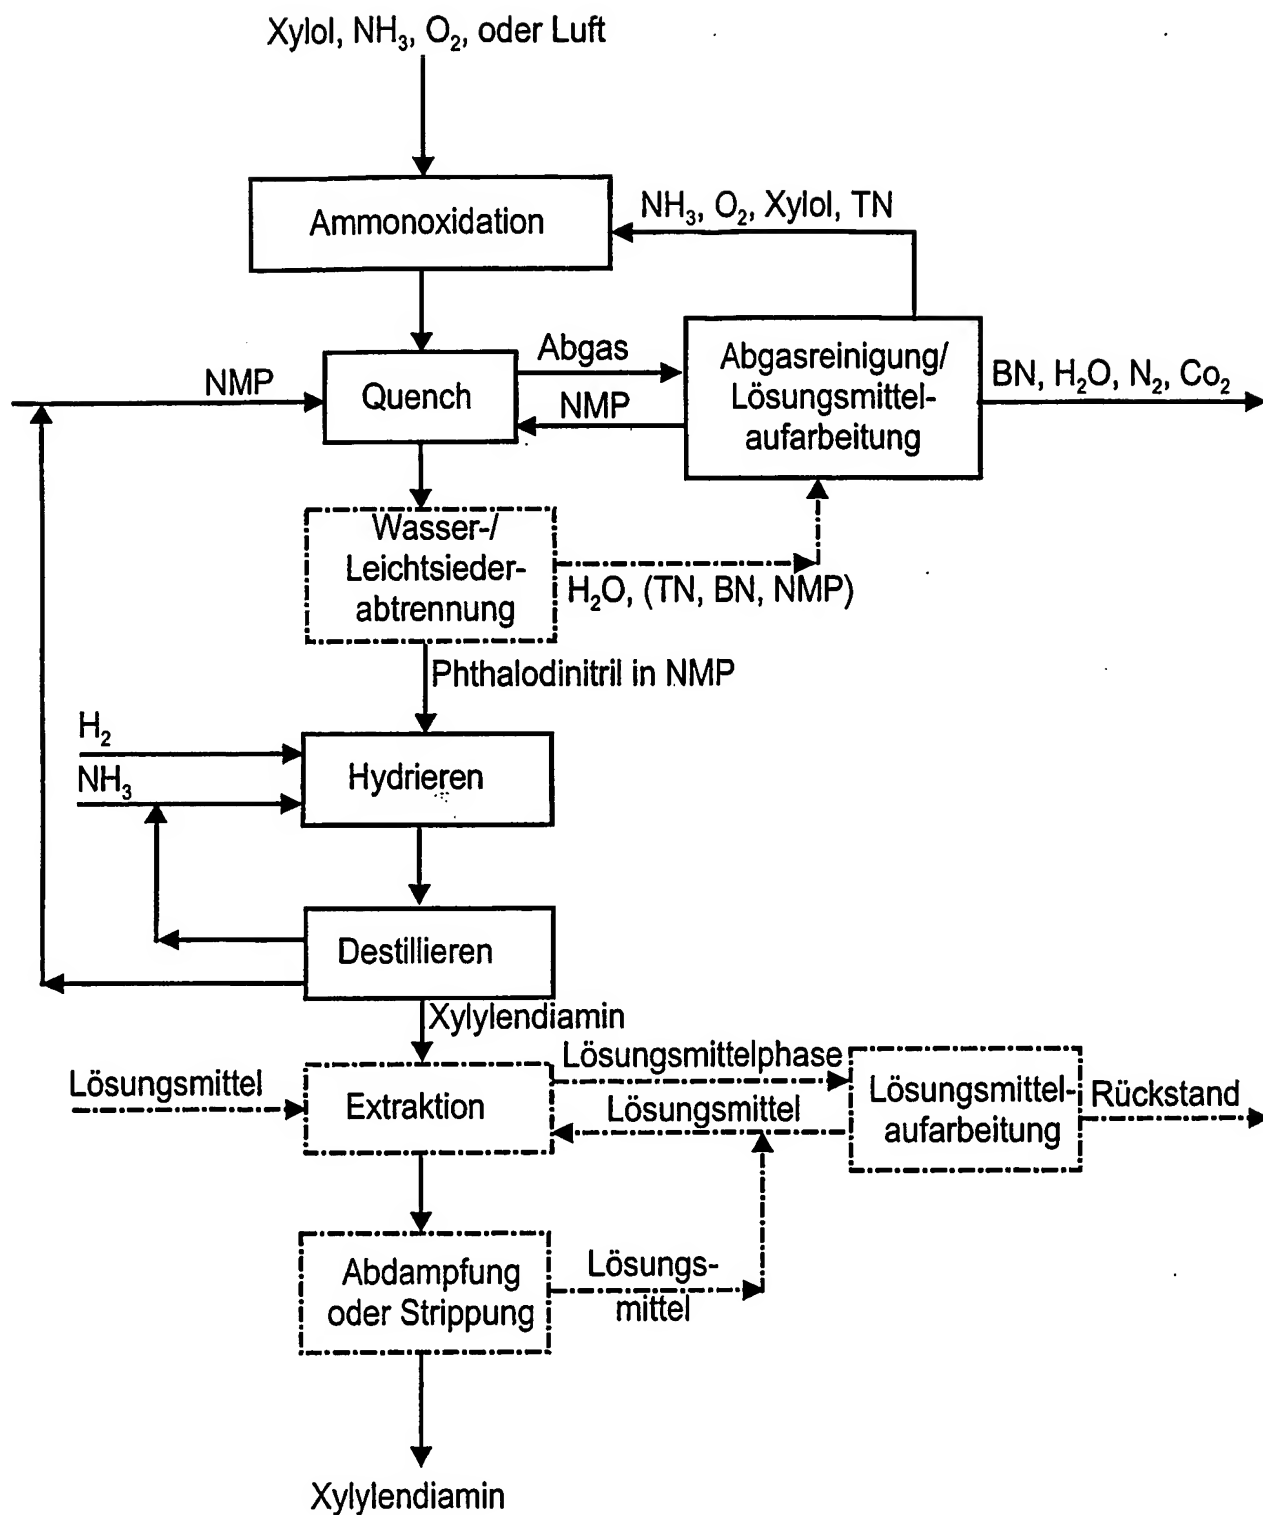 Xylol, NH₃, O₂, oder Luft
Ammonoxidation
NH₃, O₂, Xylol, TN
NMP
Quench
Abgas
NMP
Abgasreinigung/
Lösungsmittel-
aufarbeitung
BN, H₂O, N₂, Co₂
Wasser-/
Leichtsieder-
abtrennung
H₂O, (TN, BN, NMP)
Phthalodinitril in NMP
H₂
NH₃
Hydrieren
Destillieren
Xylylendiamin
Lösungsmittel
Extraktion
Lösungsmittelphase
Lösungsmittel
Lösungsmittel-
aufarbeitung
Rückstand
Abdampfung
oder Strippung
Lösungs-
mittel
Xylylendiamin